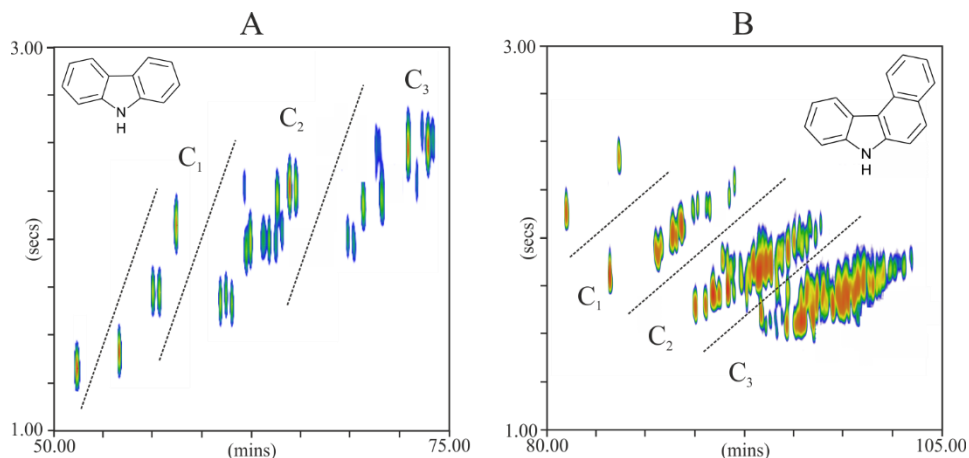 A
B
3.00
(secs)
1.00
50.00
(mins)
75.00
N
H
C1
C2
C3
3.00
(secs)
1.00
80.00
(mins)
105.00
N
H
C1
C2
C3